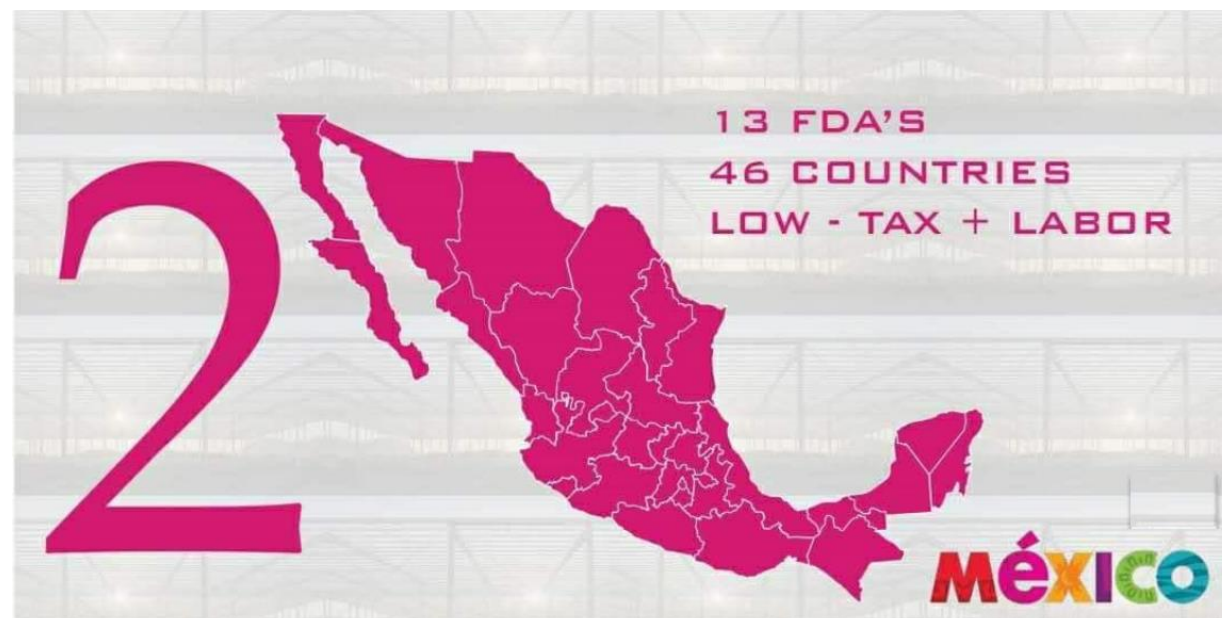 2
13 FDA'S
46 COUNTRIES
LOW - TAX + LABOR
MéXICO